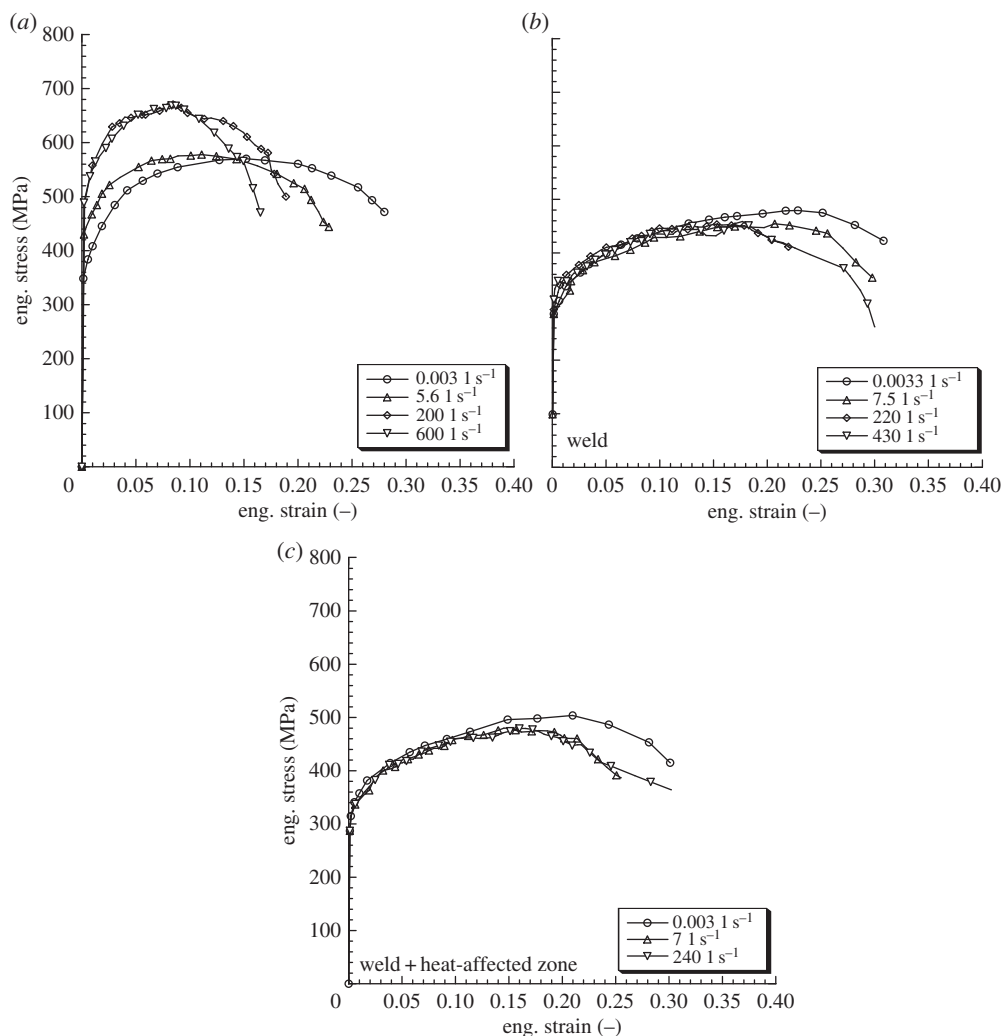 (a)
(b)
800
700
600
500
400
300
200
100
eng. stress (MPa)
0.003 1 s⁻¹
5.6 1 s⁻¹
200 1 s⁻¹
600 1 s⁻¹
0.0033 1 s⁻¹
7.5 1 s⁻¹
220 1 s⁻¹
430 1 s⁻¹
weld
0 0.05 0.10 0.15 0.20 0.25 0.30 0.35 0.40
eng. strain (–)
0 0.05 0.10 0.15 0.20 0.25 0.30 0.35 0.40
eng. strain (–)
(c)
800
700
600
500
400
300
200
100
eng. stress (MPa)
0.003 1 s⁻¹
7 1 s⁻¹
240 1 s⁻¹
weld + heat-affected zone
0 0.05 0.10 0.15 0.20 0.25 0.30 0.35 0.40
eng. strain (–)